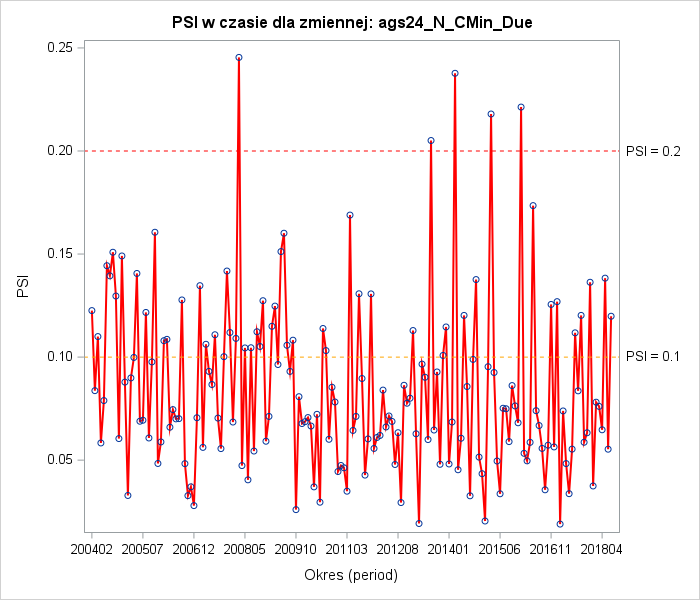 PSI w czasie dla zmiennej: ags24_N_CMin_Due
0.25
0.20
0.15
0.10
0.05
PSI
PSI = 0.2
PSI = 0.1
200402 200507 200612 200805 200910 201103 201208 201401 201506 201611 201804
Okres (period)